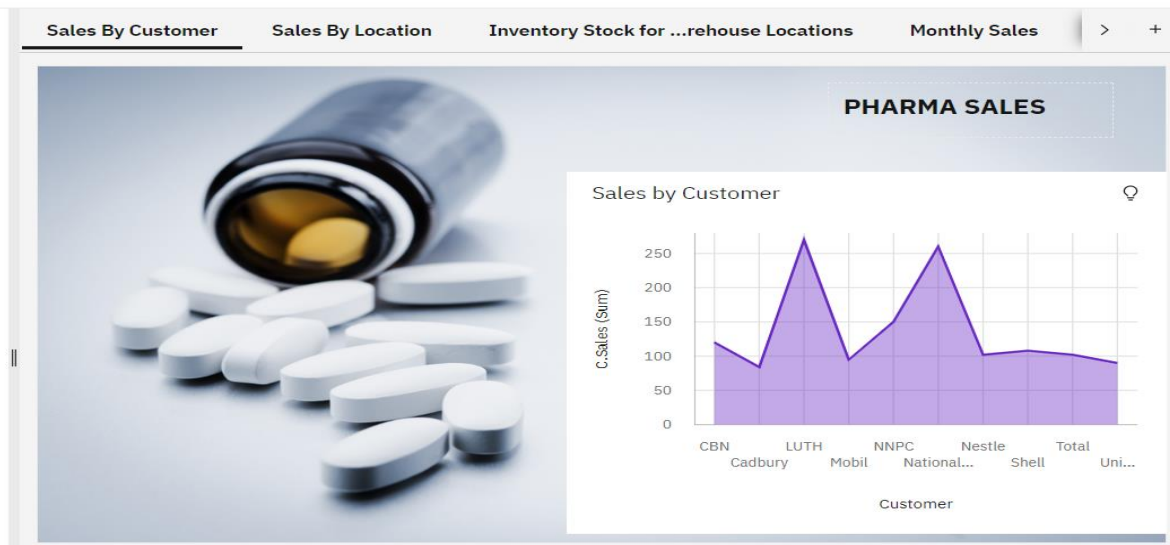 Sales By Customer Sales By Location Inventory Stock for ...rehouse Locations Monthly Sales > +
PHARMA SALES
Sales by Customer
250
200
150
100
50
0
C.Sales (Sum)
CBN LUTH NNPC Nestle Total
Cadbury Mobil National... Shell Uni...
Customer